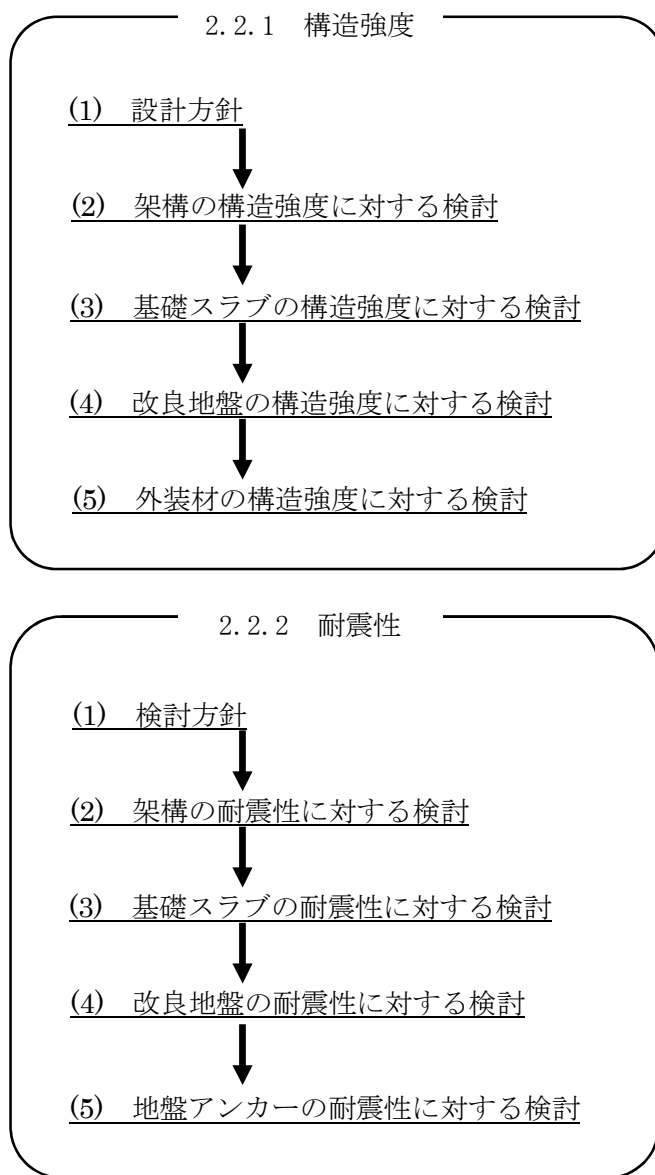 2.2.1　構造強度
(1)　設計方針
(2)　架構の構造強度に対する検討
(3)　基礎スラブの構造強度に対する検討
(4)　改良地盤の構造強度に対する検討
(5)　外装材の構造強度に対する検討
2.2.2　耐震性
(1)　検討方針
(2)　架構の耐震性に対する検討
(3)　基礎スラブの耐震性に対する検討
(4)　改良地盤の耐震性に対する検討
(5)　地盤アンカーの耐震性に対する検討